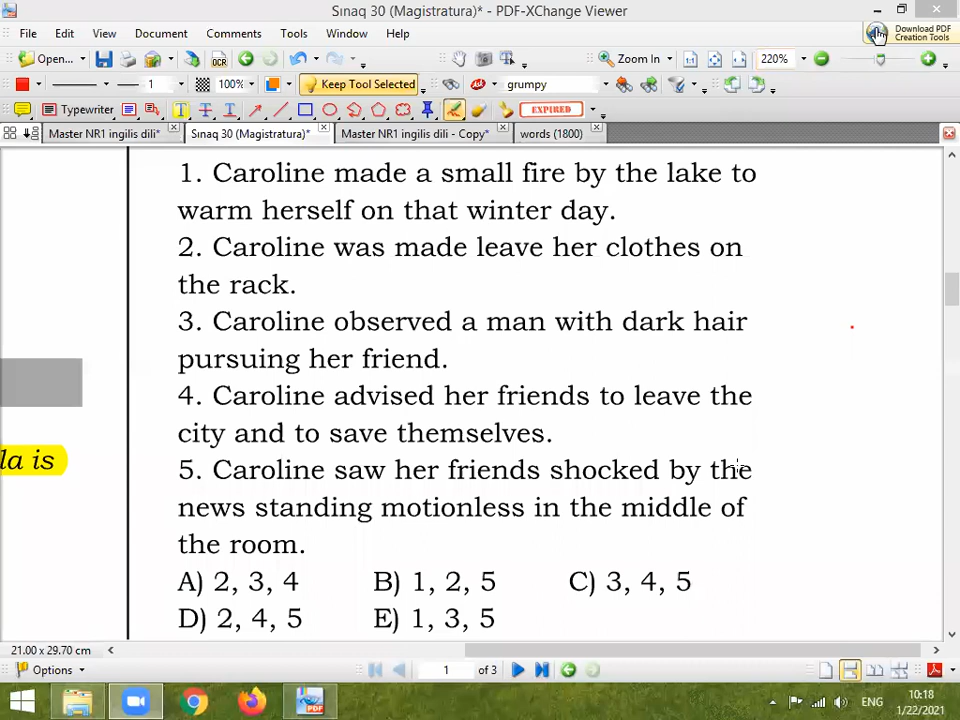 Sınaq 30 (Magistratura)* - PDF-XChange Viewer
File Edit View Document Comments Tools Window Help
Download PDF
Creation Tools
Open... OCR Zoom In 220%
1 100% Keep Tool Selected grumpy
Typewriter EXPIRED
Master NR1 ingilis dili* Sınaq 30 (Magistratura)* Master NR1 ingilis dili - Copy* words (1800)
1. Caroline made a small fire by the lake to
warm herself on that winter day.
2. Caroline was made leave her clothes on
the rack.
3. Caroline observed a man with dark hair
pursuing her friend.
4. Caroline advised her friends to leave the
city and to save themselves.
la is
5. Caroline saw her friends shocked by the
news standing motionless in the middle of
the room.
A) 2, 3, 4 B) 1, 2, 5 C) 3, 4, 5
D) 2, 4, 5 E) 1, 3, 5
21.00 x 29.70 cm
Options 1 of 3
ENG 10:18
1/22/2021